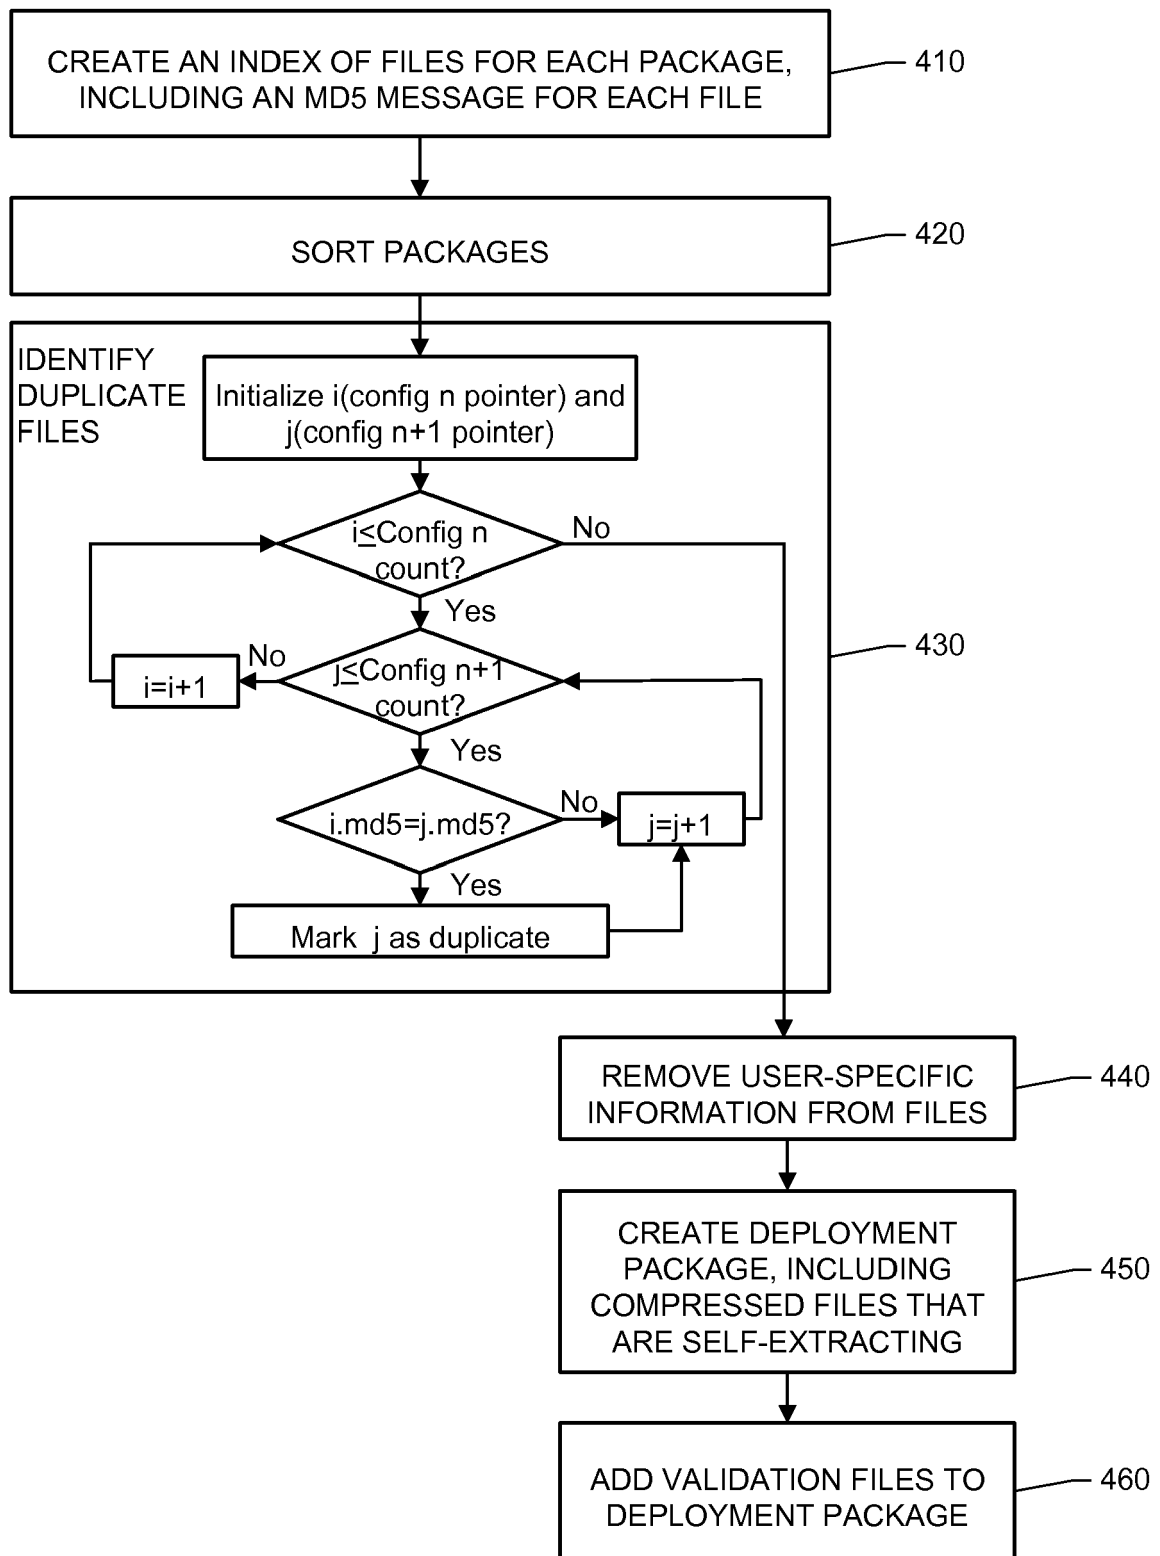 CREATE AN INDEX OF FILES FOR EACH PACKAGE,
INCLUDING AN MD5 MESSAGE FOR EACH FILE
410
SORT PACKAGES
420
IDENTIFY
DUPLICATE
FILES
Initialize i(config n pointer) and
j(config n+1 pointer)
i≤Config n
count?
No
Yes
430
j≤Config n+1
count?
No
i=i+1
Yes
i.md5=j.md5?
No
j=j+1
Yes
Mark j as duplicate
REMOVE USER-SPECIFIC
INFORMATION FROM FILES
440
CREATE DEPLOYMENT
PACKAGE, INCLUDING
COMPRESSED FILES THAT
ARE SELF-EXTRACTING
450
ADD VALIDATION FILES TO
DEPLOYMENT PACKAGE
460